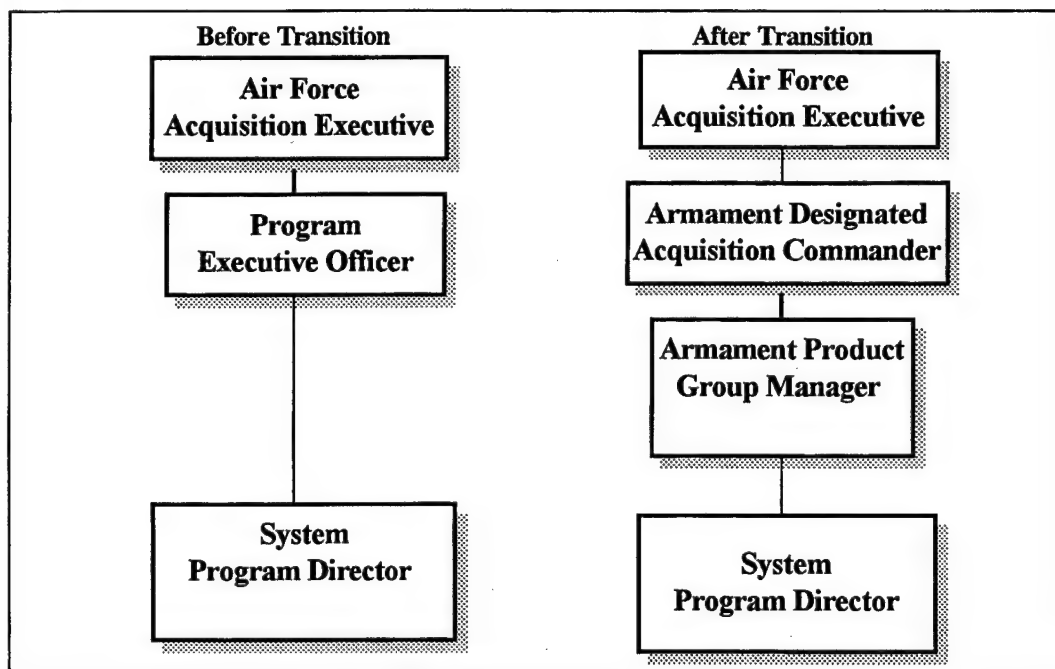 Before Transition
Air Force
Acquisition Executive
Program
Executive Officer
System
Program Director
After Transition
Air Force
Acquisition Executive
Armament Designated
Acquisition Commander
Armament Product
Group Manager
System
Program Director